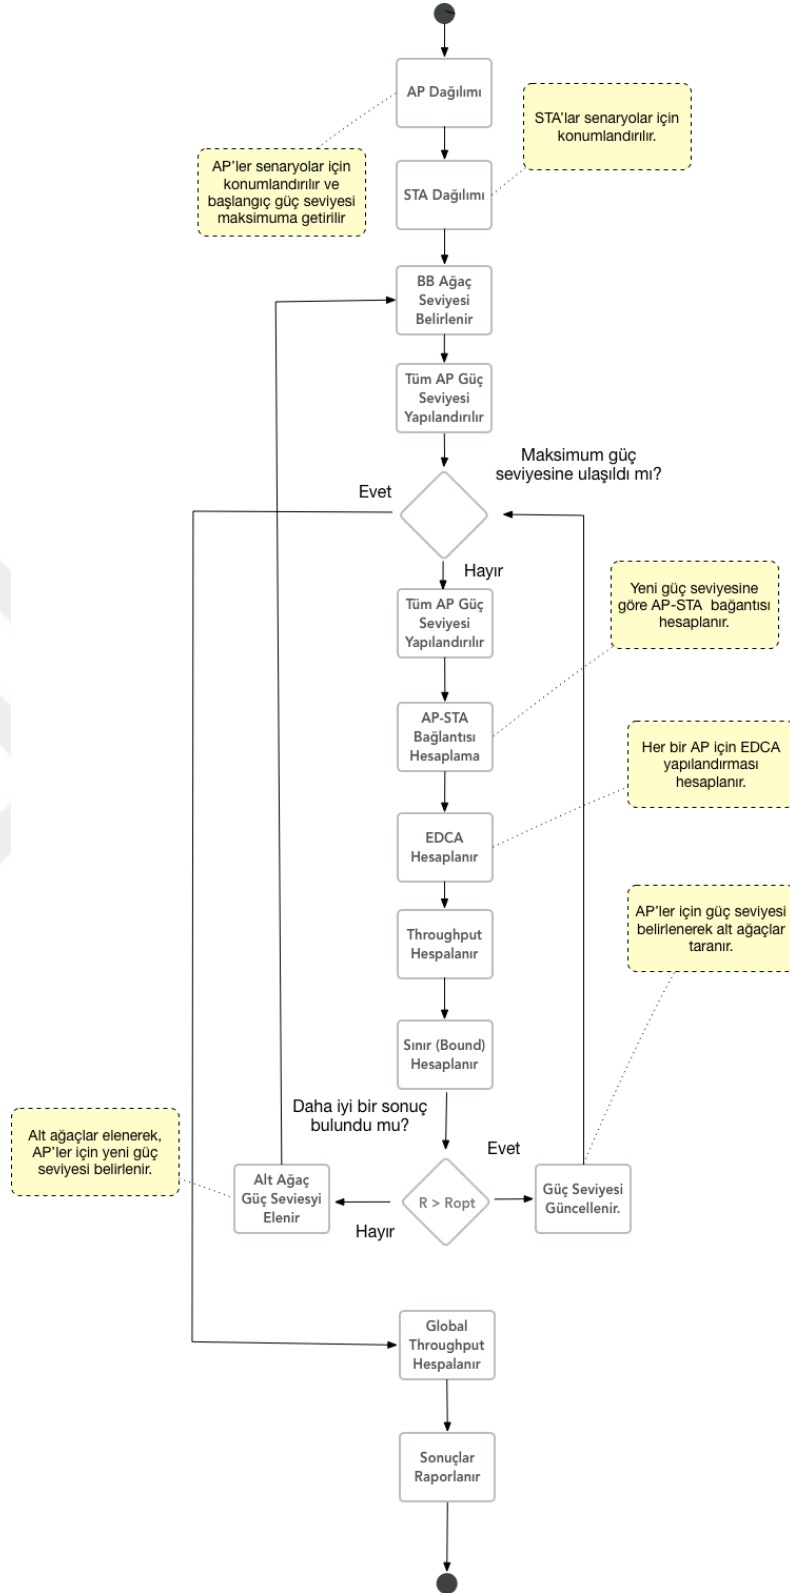 AP Dağılımı
STA'lar senaryolar için
konumlandırılır.
AP'ler senaryolar için
konumlandırılır ve
başlangıç güç seviyesi
maksimuma getirilir
STA Dağılımı
BB Ağaç
Seviyesi
Belirlenir
Tüm AP Güç
Seviyesi
Yapılandırılır
Maksimum güç
seviyesine ulaşıldı mı?
Evet
Hayır
Tüm AP Güç
Seviyesi
Yapılandırılır
Yeni güç seviyesine
göre AP-STA bağantısı
hesaplanır.
AP-STA
Bağlantısı
Hesaplama
Her bir AP için EDCA
yapılandırması
hesaplanır.
EDCA
Hesaplanır
AP'ler için güç seviyesi
belirlenerek alt ağaçlar
taranır.
Throughput
Hespalanır
Sınır (Bound)
Hesaplanır
Daha iyi bir sonuç
bulundu mu?
Alt ağaçlar elenerek,
AP'ler için yeni güç
seviyesi belirlenir.
Evet
Alt Ağaç
Güç Seviesyi
Elenir
R > Ropt
Güç Seviyesi
Güncellenir.
Hayır
Global
Throughput
Hespalanır
Sonuçlar
Raporlanır